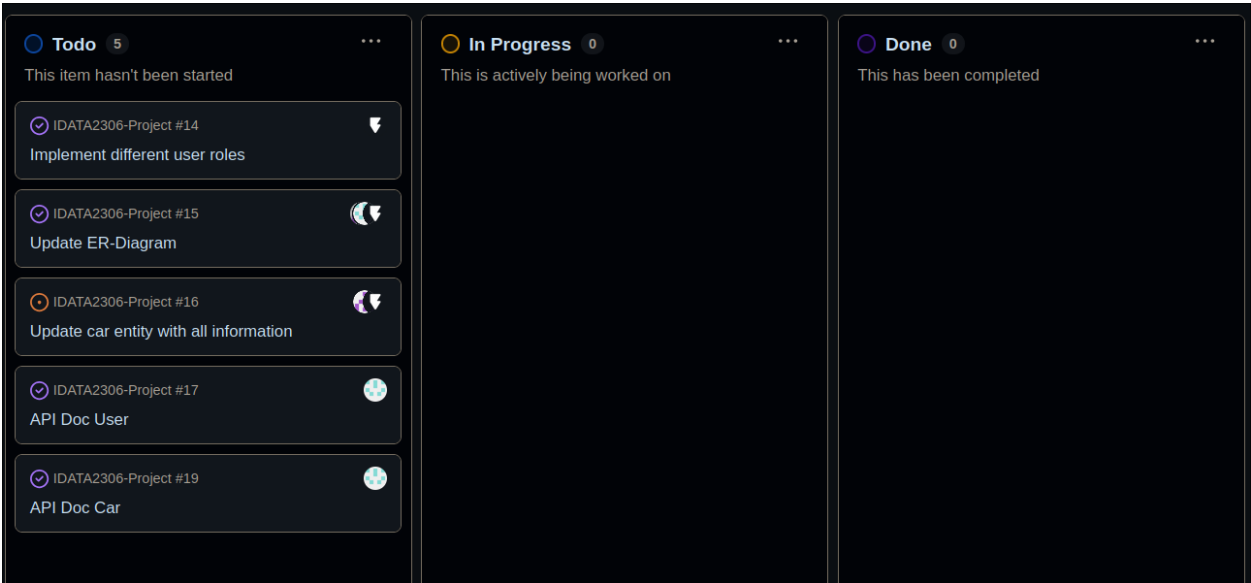 Todo 5
This item hasn't been started
IDATA2306-Project #14
Implement different user roles
IDATA2306-Project #15
Update ER-Diagram
IDATA2306-Project #16
Update car entity with all information
IDATA2306-Project #17
API Doc User
IDATA2306-Project #19
API Doc Car
In Progress 0
This is actively being worked on
Done 0
This has been completed